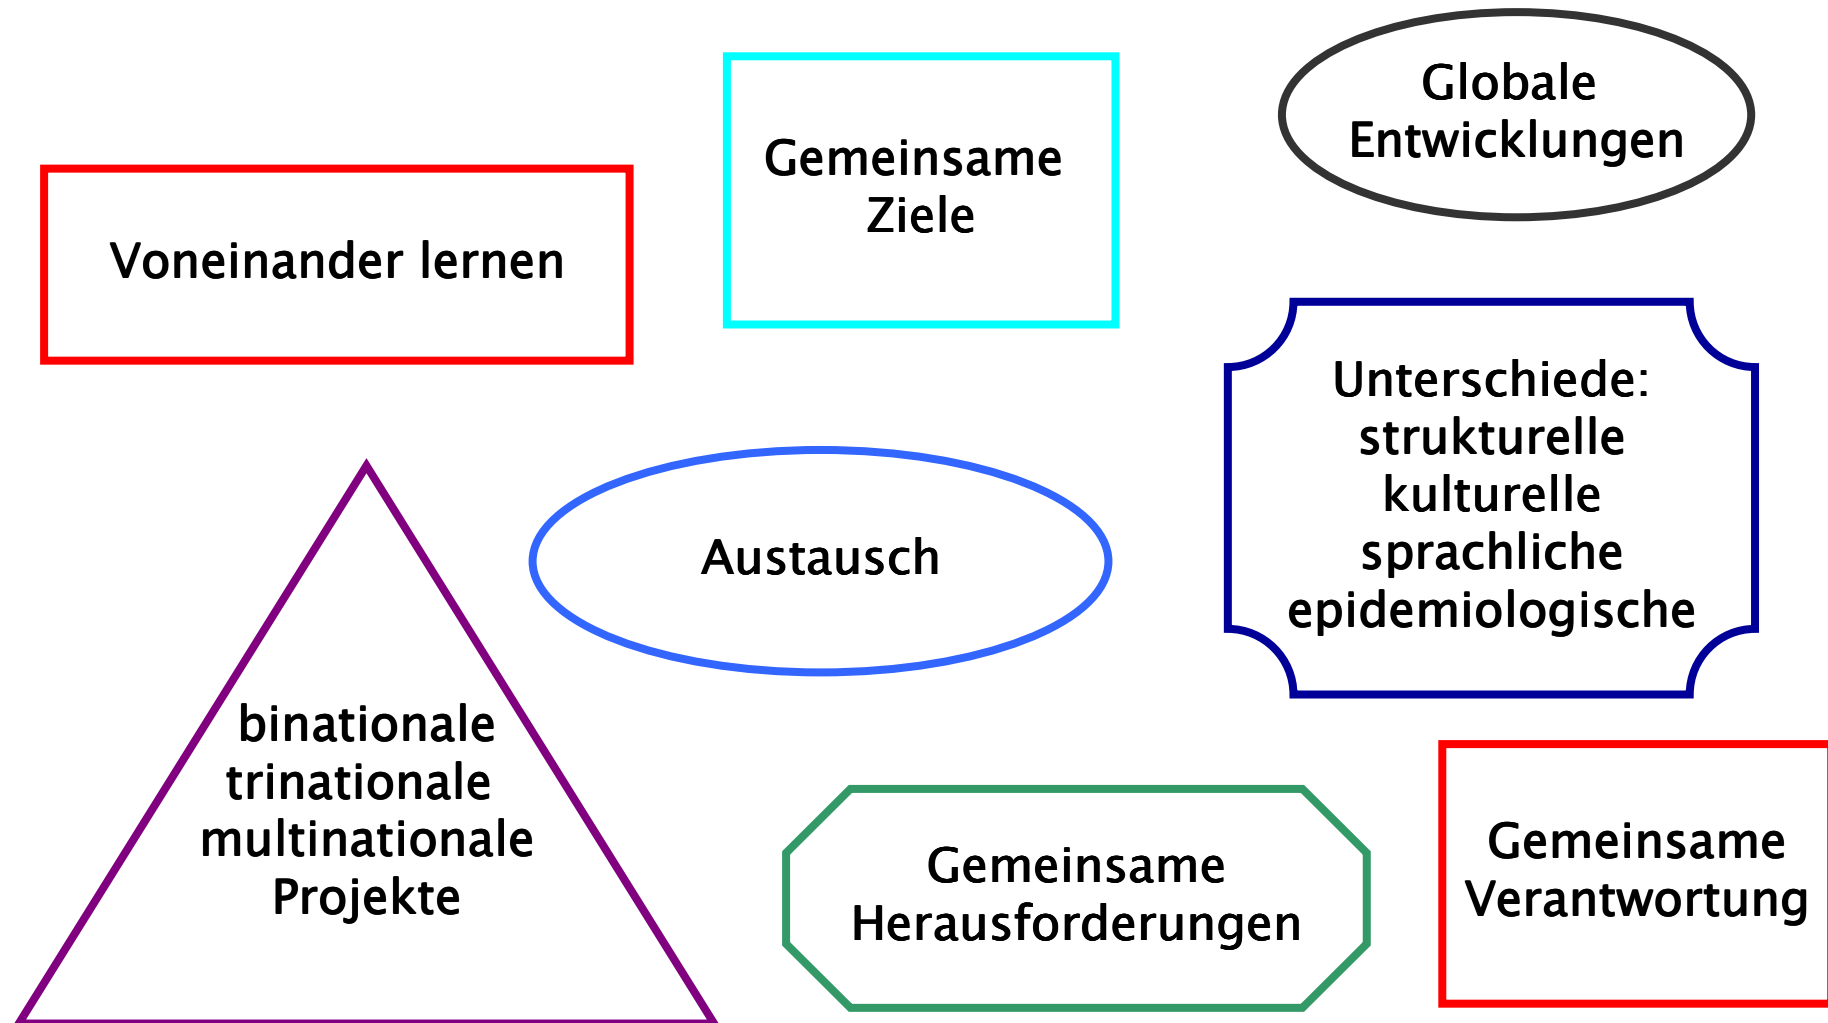 Globale
Entwicklungen
Gemeinsame
Ziele
Voneinander lernen
Unterschiede:
strukturelle
kulturelle
sprachliche
epidemiologische
Austausch
binationale
trinationale
multinationale
Projekte
Gemeinsame
Herausforderungen
Gemeinsame
Verantwortung